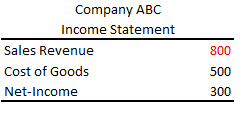 Company ABC
Income Statement
Sales Revenue 800
Cost of Goods 500
Net-Income 300